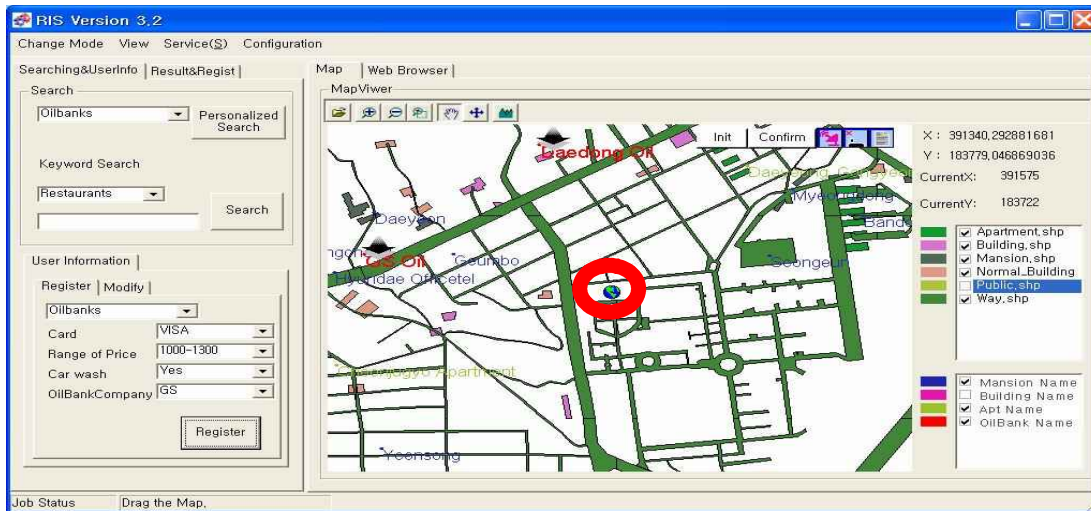 RIS Version 3.2
Change Mode View Service(S) Configuration
Searching&UserInfo Result&Regist
Search
Oilbanks
Personalized
Search
Keyword Search
Restaurants
Search
User Information
Register Modify
Oilbanks
Card VISA
Range of Price 1000-1300
Car wash Yes
OilBankCompany GS
Register
Map Web Browser
MapViwer
Init Confirm
Laedong Oil
Daeyeon
GS Oil
Geumbo
Hyundae Officetel
Myeongdong
Seongeun
Apartment
Yeonsong
X : 391340,292881681
Y : 183779,046869036
CurrentX: 391575
CurrentY: 183722
Apartment,shp
Building,shp
Mansion,shp
Normal_Building
Public,shp
Way,shp
Mansion Name
Building Name
Apt Name
OilBank Name
Job Status Drag the Map,